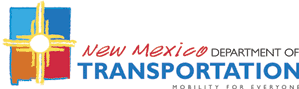 New Mexico DEPARTMENT OF
TRANSPORTATION
MOBILITY FOR EVERYONE